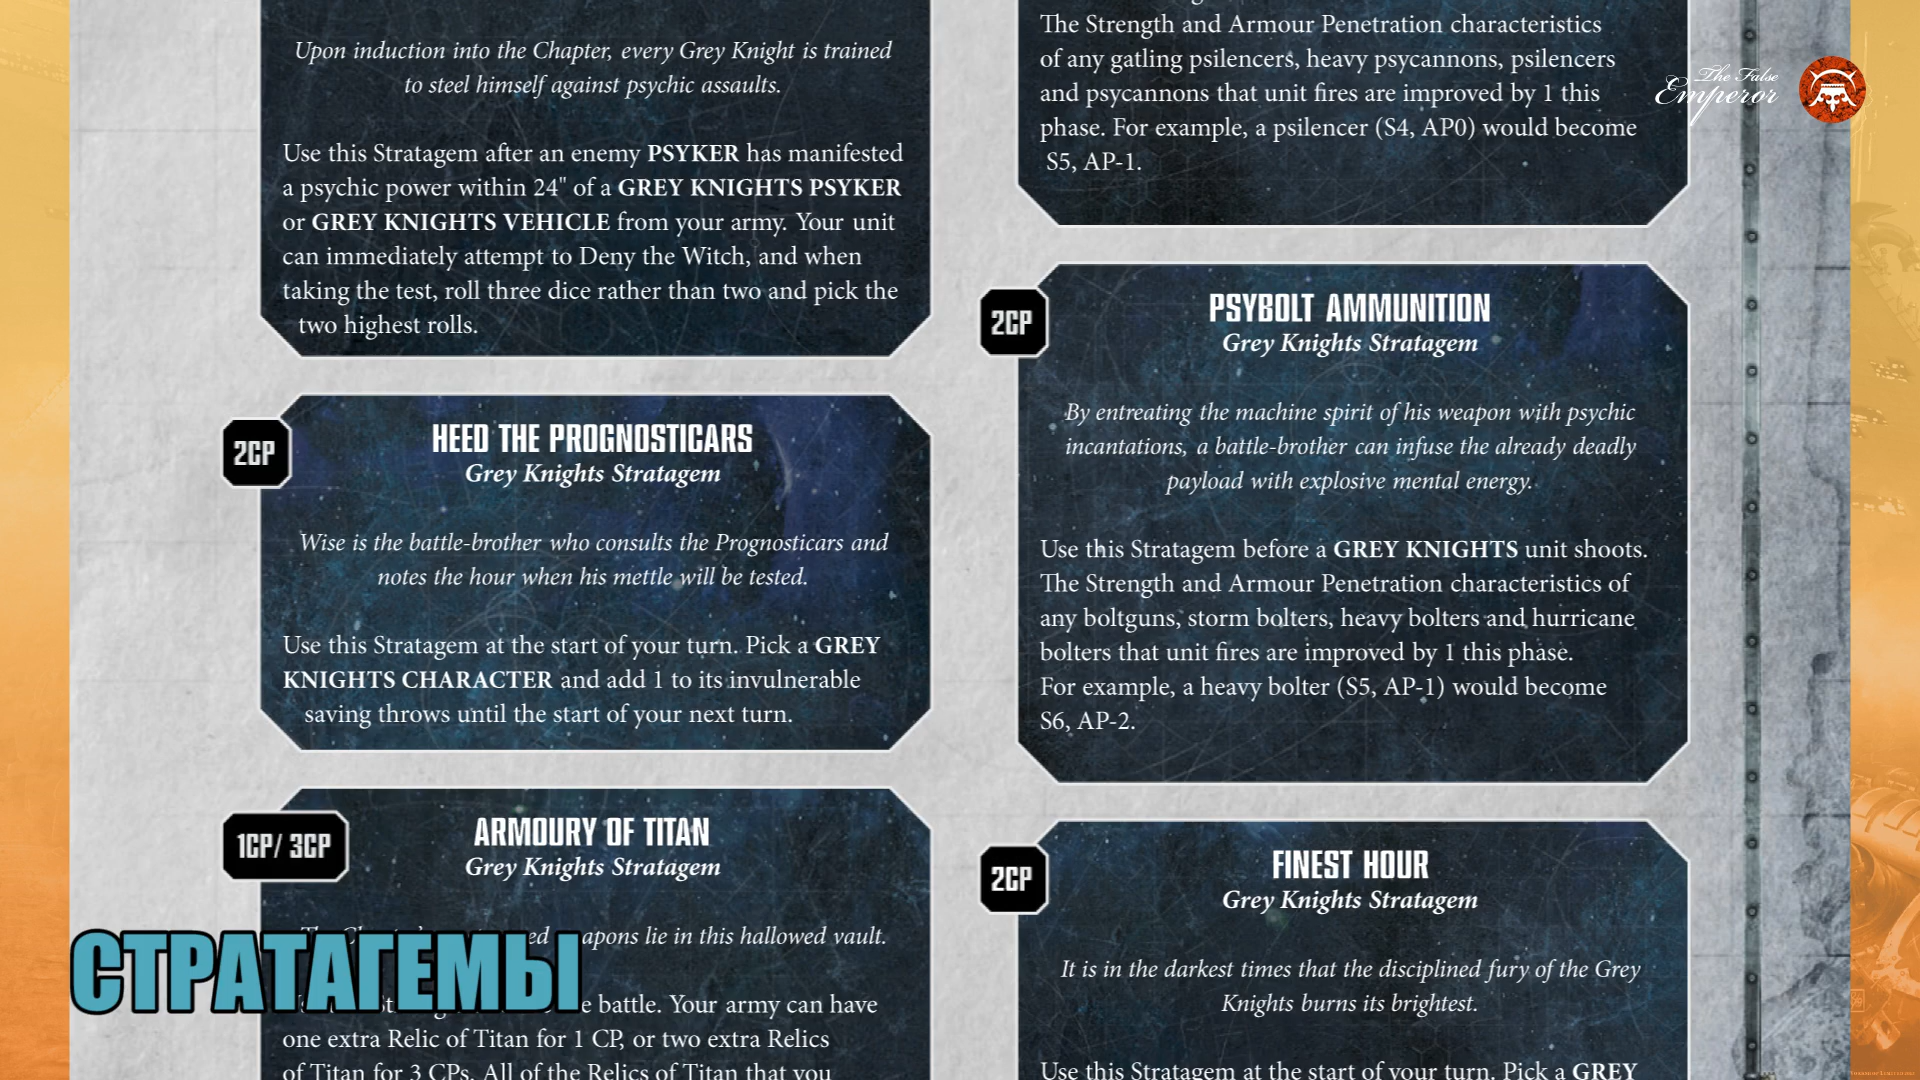 Upon induction into the Chapter, every Grey Knight is trained
to steel himself against psychic assaults.
Use this Stratagem after an enemy PSYKER has manifested
a psychic power within 24" of a GREY KNIGHTS PSYKER
or GREY KNIGHTS VEHICLE from your army. Your unit
can immediately attempt to Deny the Witch, and when
taking the test, roll three dice rather than two and pick the
two highest rolls.
2CP
HEED THE PROGNOSTICARS
Grey Knights Stratagem
Wise is the battle-brother who consults the Prognosticars and
notes the hour when his mettle will be tested.
Use this Stratagem at the start of your turn. Pick a GREY
KNIGHTS CHARACTER and add 1 to its invulnerable
saving throws until the start of your next turn.
1CP/ 3CP
ARMOURY OF TITAN
Grey Knights Stratagem
lie in this hallowed vault.
battle. Your army can have
one extra Relic of Titan for 1 CP, or two extra Relics
of Titan for 3 CPs. All of the Relics of Titan that you
СТРАТАГЕМЫ
The Strength and Armour Penetration characteristics
of any gatling psilencers, heavy psycannons, psilencers
and psycannons that unit fires are improved by 1 this
phase. For example, a psilencer (S4, AP0) would become
S5, AP-1.
2CP
PSYBOLT AMMUNITION
Grey Knights Stratagem
By entreating the machine spirit of his weapon with psychic
incantations, a battle-brother can infuse the already deadly
payload with explosive mental energy.
Use this Stratagem before a GREY KNIGHTS unit shoots.
The Strength and Armour Penetration characteristics of
any boltguns, storm bolters, heavy bolters and hurricane
bolters that unit fires are improved by 1 this phase.
For example, a heavy bolter (S5, AP-1) would become
S6, AP-2.
2CP
FINEST HOUR
Grey Knights Stratagem
It is in the darkest times that the disciplined fury of the Grey
Knights burns its brightest.
Use this Stratagem at the start of your turn. Pick a GREY
The False
Emperor